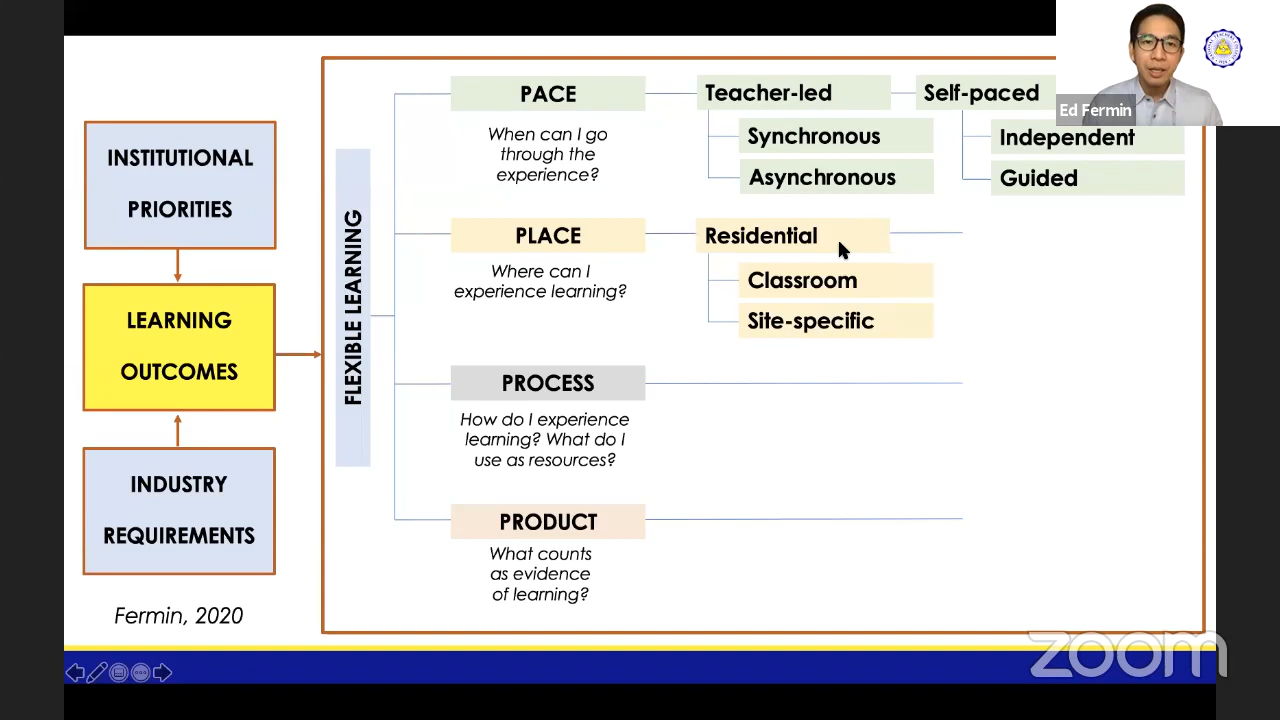 INSTITUTIONAL
PRIORITIES
LEARNING
OUTCOMES
INDUSTRY
REQUIREMENTS
Fermin, 2020
FLEXIBLE LEARNING
PACE
When can I go
through the
experience?
Teacher-led
Synchronous
Asynchronous
Self-paced
Independent
Guided
PLACE
Where can I
experience learning?
Residential
Classroom
Site-specific
PROCESS
How do I experience
learning? What do I
use as resources?
PRODUCT
What counts
as evidence
of learning?
Ed Fermin
zoom